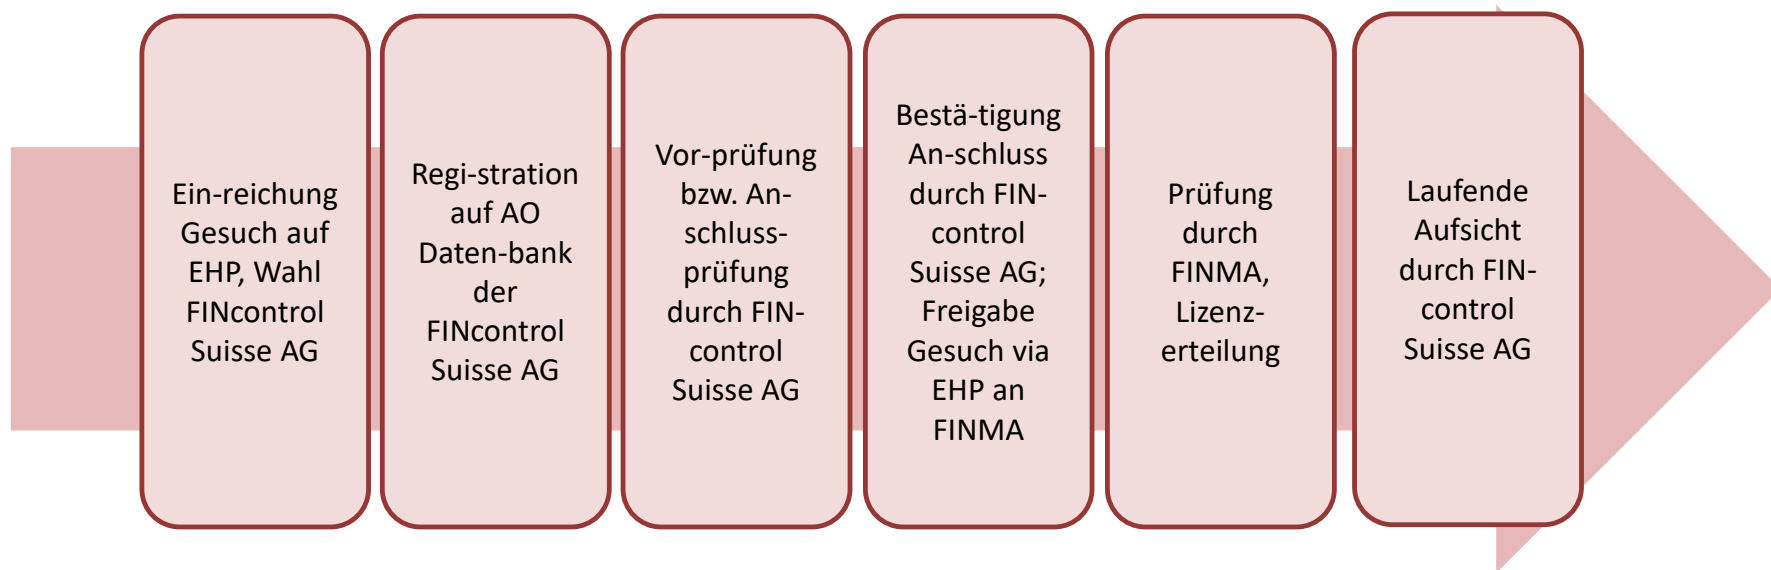 Ein-reichung
Gesuch auf
EHP, Wahl
FINcontrol
Suisse AG
Regi-stration
auf AO
Daten-bank
der
FINcontrol
Suisse AG
Vor-prüfung
bzw. An-
schluss-
prüfung
durch FIN-
control
Suisse AG
Bestä-tigung
An-schluss
durch FIN-
control
Suisse AG;
Freigabe
Gesuch via
EHP an
FINMA
Prüfung
durch
FINMA,
Lizenz-
erteilung
Laufende
Aufsicht
durch FIN-
control
Suisse AG